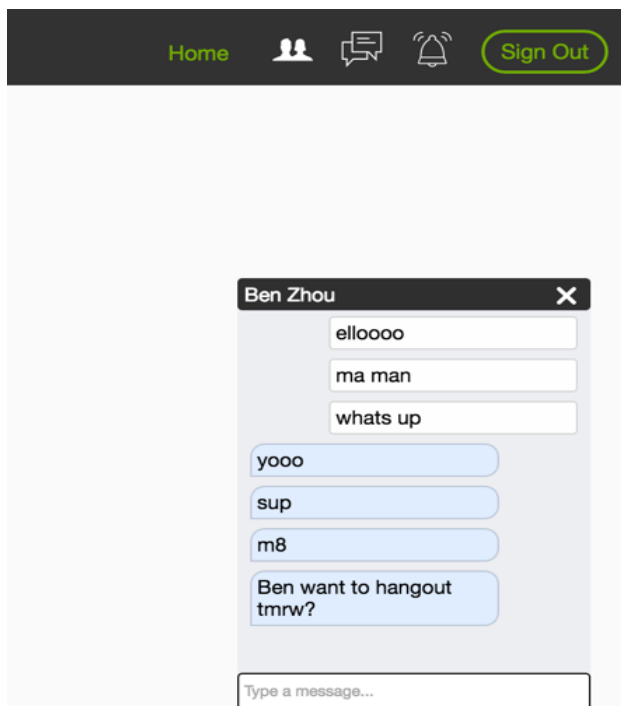 Home
Sign Out
Ben Zhou
elloooo
ma man
whats up
yooo
sup
m8
Ben want to hangout
tmrw?
Type a message...